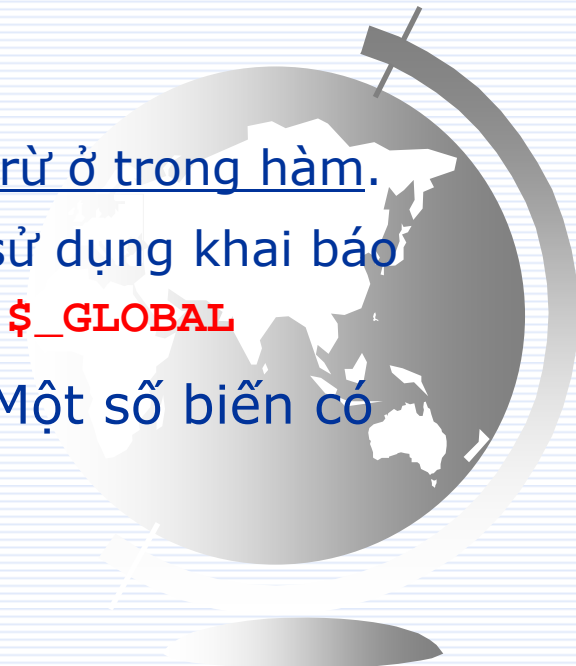 rừ ở trong hàm.
sử dụng khai báo
$_GLOBAL
Một số biến có